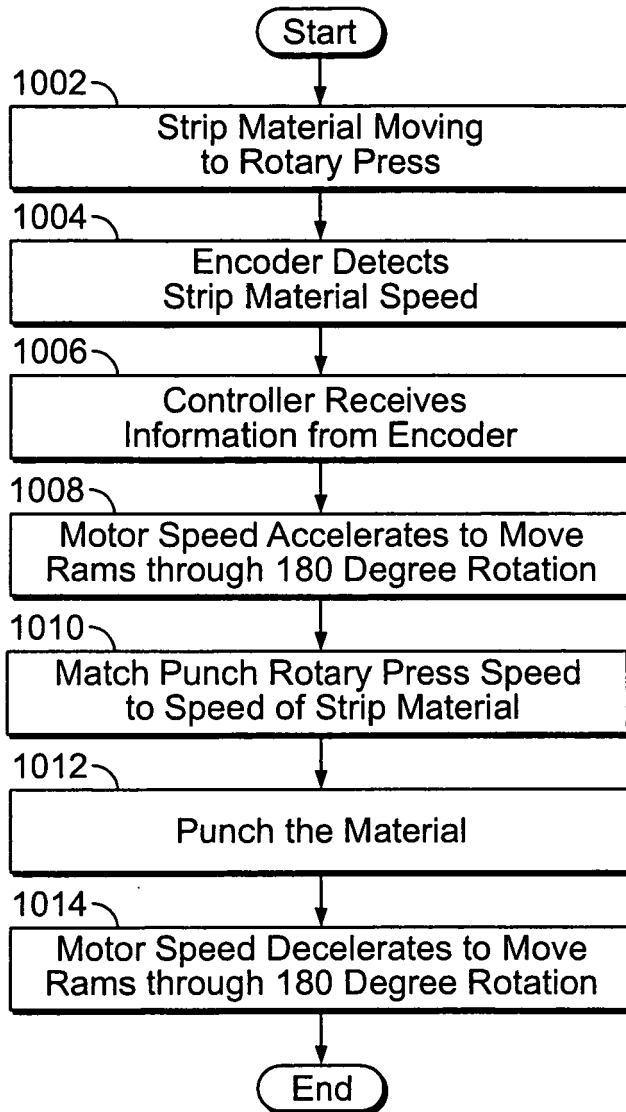 Start
1002
Strip Material Moving
to Rotary Press
1004
Encoder Detects
Strip Material Speed
1006
Controller Receives
Information from Encoder
1008
Motor Speed Accelerates to Move
Rams through 180 Degree Rotation
1010
Match Punch Rotary Press Speed
to Speed of Strip Material
1012
Punch the Material
1014
Motor Speed Decelerates to Move
Rams through 180 Degree Rotation
End